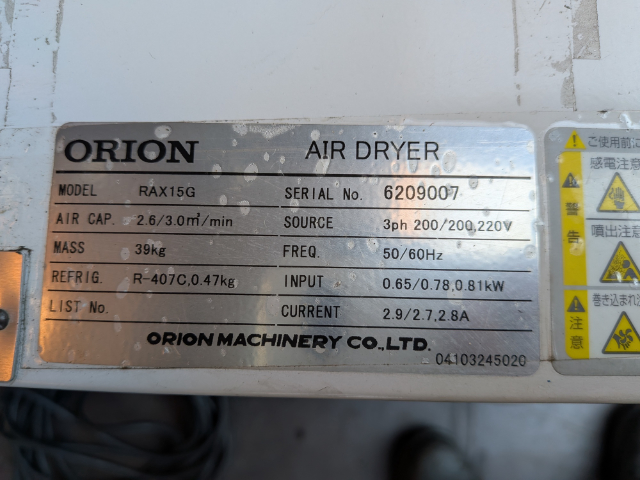 ORION AIR DRYER
MODEL RAX15G SERIAL No. 6209007
AIR CAP. 2.6/3.0㎥/min SOURCE 3ph 200/200,220V
MASS 39kg FREQ. 50/60Hz
REFRIG. R-407C,0.47kg INPUT 0.65/0.78,0.81kW
LIST No. CURRENT 2.9/2.7,2.8A
ORION MACHINERY CO.,LTD.
04103245020
ご使用前に
警告
感電注意
噴出注意
注意
巻き込まれ